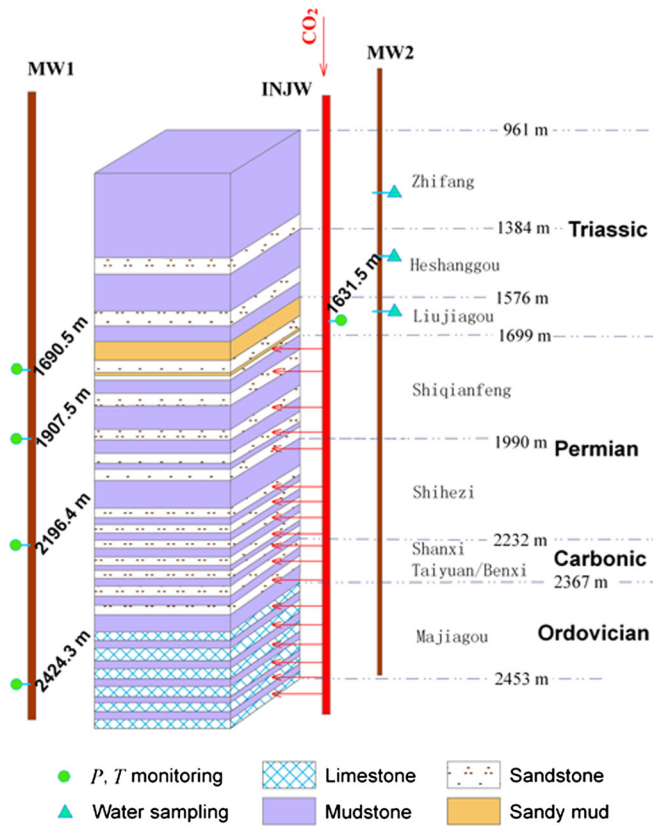 CO₂
MW1
INJW
MW2
961 m
Zhifang
1384 m
Triassic
Heshanggou
1631.5 m
1576 m
Liujiagou
1699 m
1690.5 m
Shiqianfeng
1907.5 m
1990 m
Permian
Shihezi
2196.4 m
2232 m
Shanxi
Carbonic
Taiyuan/Benxi
2367 m
Majiagou
Ordovician
2424.3 m
2453 m
P, T monitoring
Limestone
Sandstone
Water sampling
Mudstone
Sandy mud